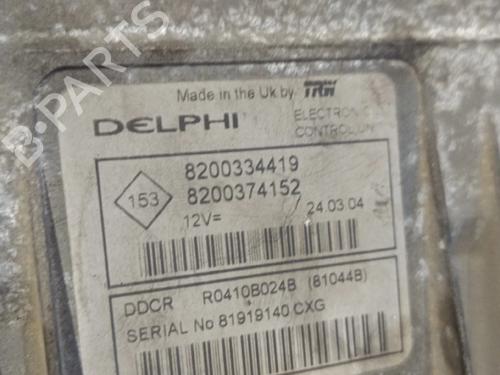 Made in the Uk by TRW
DELPHI
ELECTRONIC
CONTROL UNI
153
8200334419
8200374152
12V=
24.03.04
DDCR R0410B024B (81044B)
SERIAL No 81919140 CXG
B-PARTS